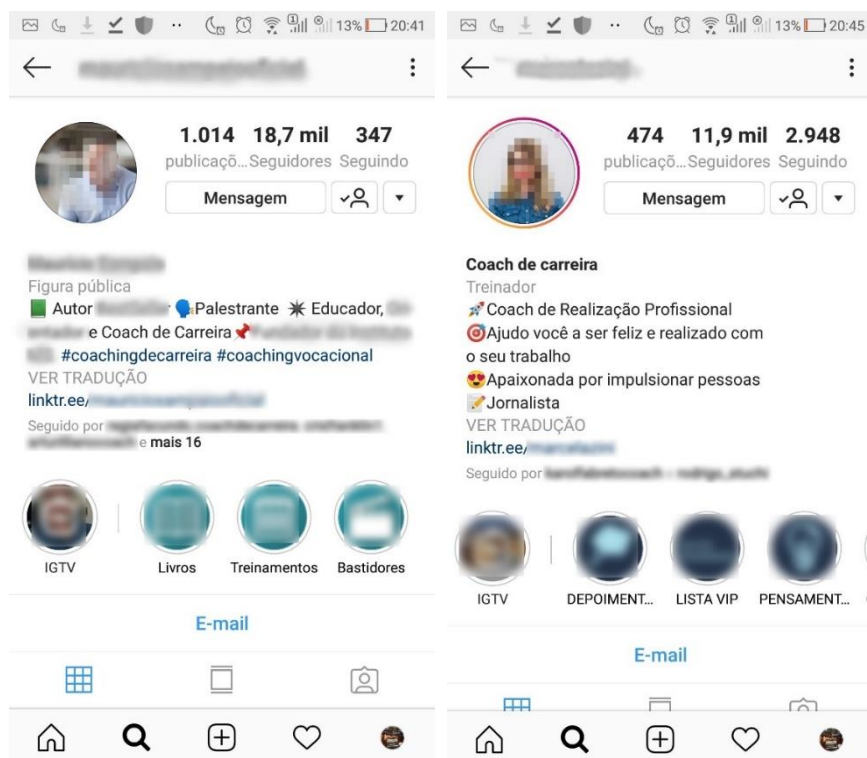 13% 20:41
1.014 18,7 mil 347
publicaçõ... Seguidores Seguindo
Mensagem
Figura pública
Autor Palestrante Educador,
e Coach de Carreira
#coachingdecarreira #coachingvocacional
VER TRADUÇÃO
linktr.ee/
Seguido por
e mais 16
IGTV Livros Treinamentos Bastidores
E-mail
13% 20:45
474 11,9 mil 2.948
publicaçõ... Seguidores Seguindo
Mensagem
Coach de carreira
Treinador
🚀Coach de Realização Profissional
🎯Ajudo você a ser feliz e realizado com
o seu trabalho
😍Apaixonada por impulsionar pessoas
📝Jornalista
VER TRADUÇÃO
linktr.ee/
Seguido por
IGTV DEPOIMENT... LISTA VIP PENSAMENT...
E-mail